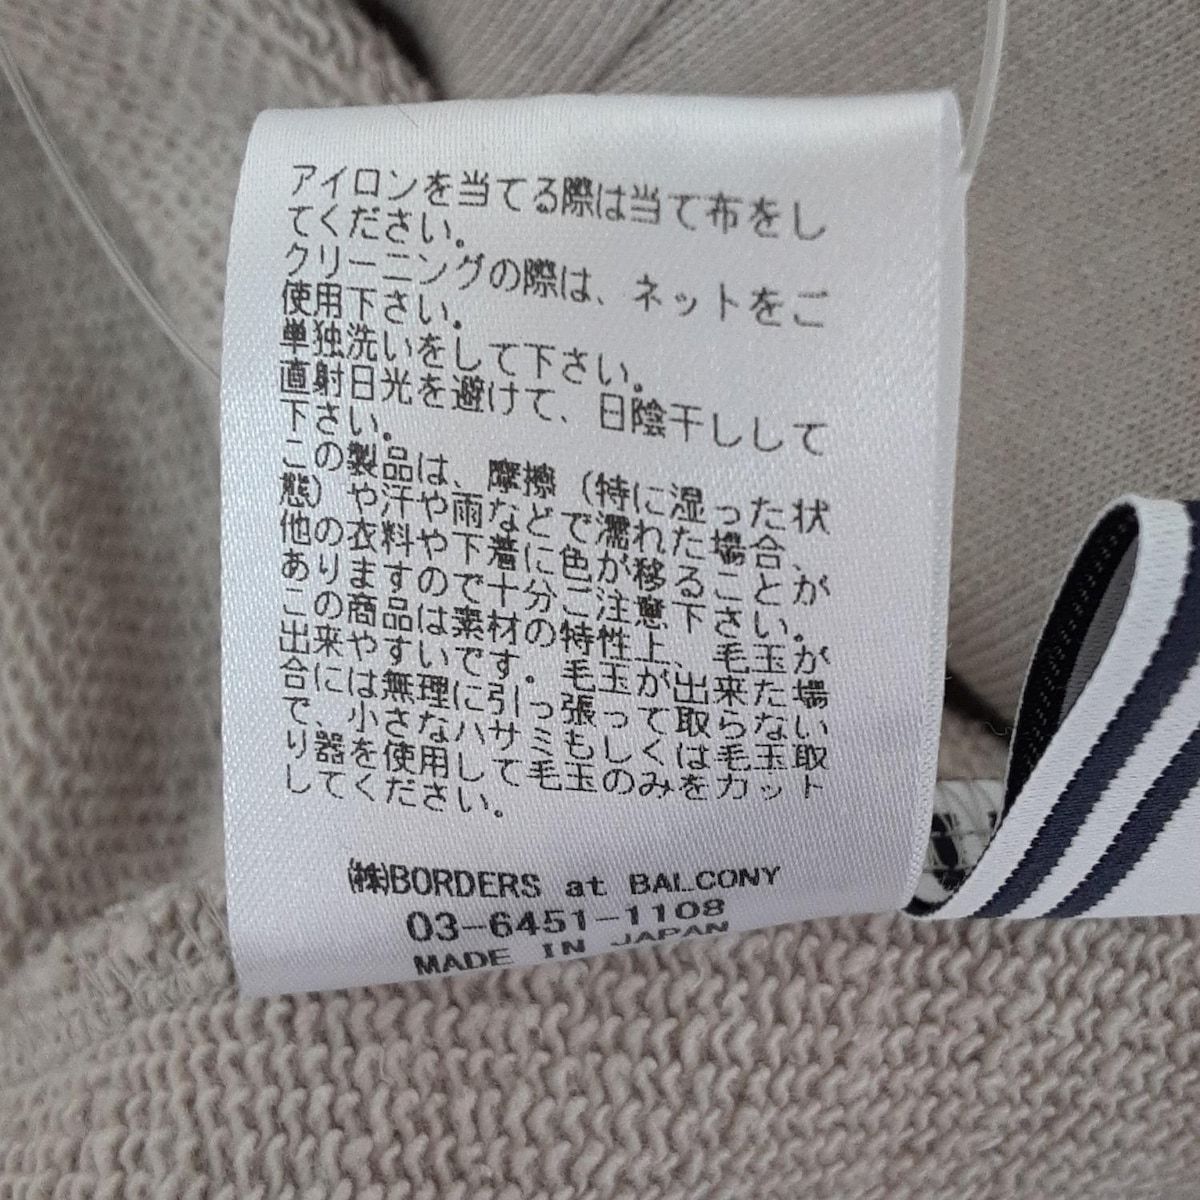 アイロンを当てる際は当て布をし
てください。
クリーニングの際は、ネットをご
使用下さい。
単独洗いをして下さい。
直射日光を避けて、日陰干しして
下さい。
この製品は、摩擦（特に湿った状
態）や汗や雨などで濡れた場合、
他の衣料や下着に色が移ることが
ありますので十分ご注意下さい。
この商品は素材の特性上、毛玉が
出来やすいです。毛玉が出来た場
合には無理に引っ張って取らない
で、小さなハサミもしくは毛玉取
り器を使用して毛玉のみをカット
してください。
㈱BORDERS at BALCONY
03-6451-1108
MADE IN JAPAN